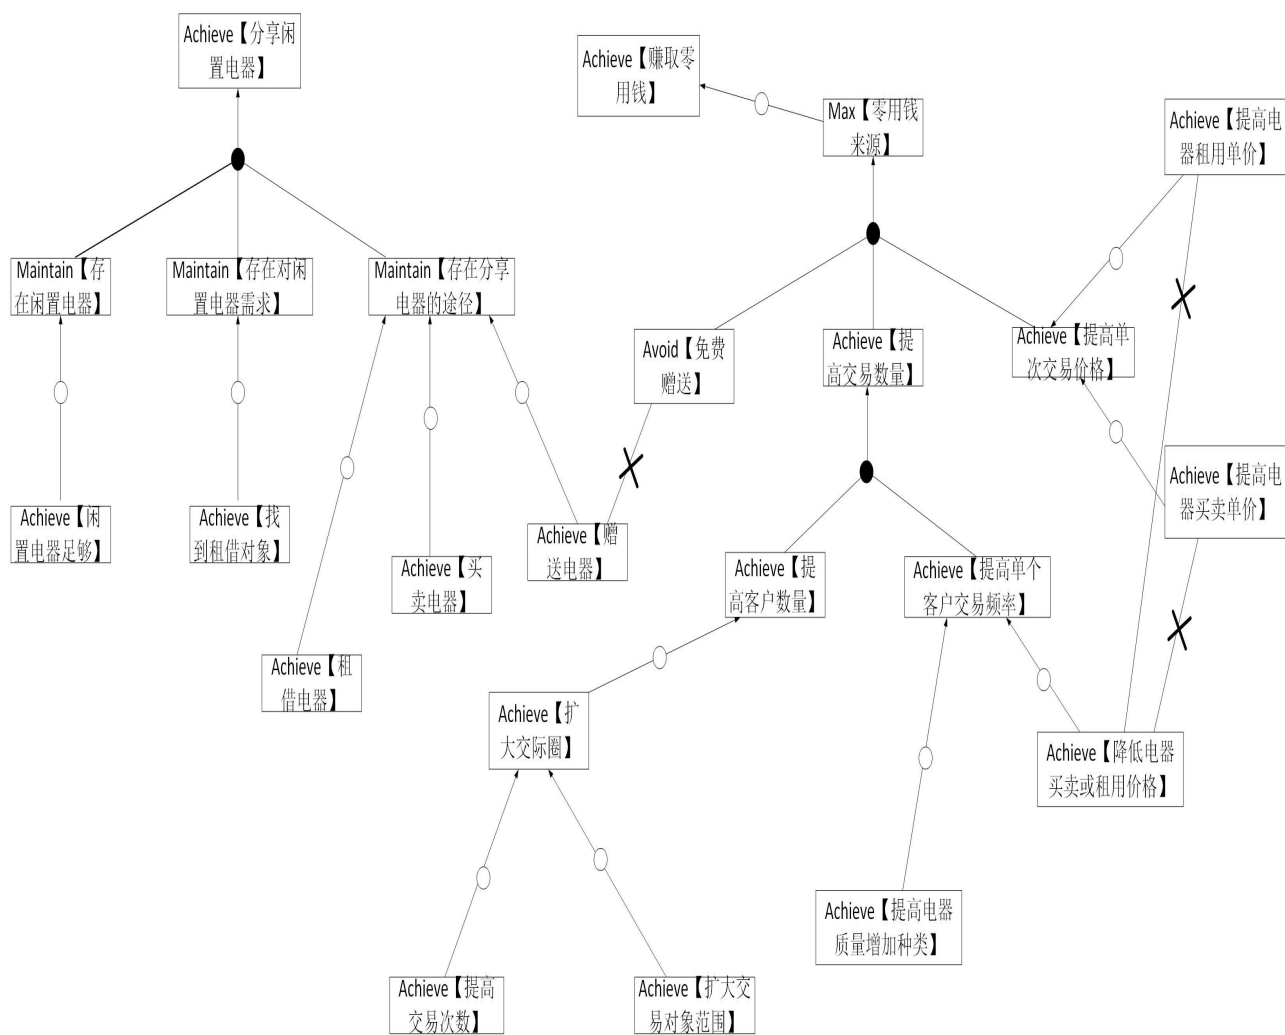 Achieve【分享闲
置电器】
Achieve【赚取零
用钱】
Max【零用钱
来源】
Achieve【提高电
器租用单价】
Maintain【存
在闲置电器】
Maintain【存在对闲
置电器需求】
Maintain【存在分享
电器的途径】
Avoid【免费
赠送】
Achieve【提
高交易数量】
Achieve【提高单
次交易价格】
Achieve【提高电
器买卖单价】
Achieve【闲
置电器足够】
Achieve【找
到租借对象】
Achieve【买
卖电器】
Achieve【赠
送电器】
Achieve【提
高客户数量】
Achieve【提高单个
客户交易频率】
Achieve【租
借电器】
Achieve【扩
大交际圈】
Achieve【降低电器
买卖或租用价格】
Achieve【提高电器
质量增加种类】
Achieve【提高
交易次数】
Achieve【扩大交
易对象范围】